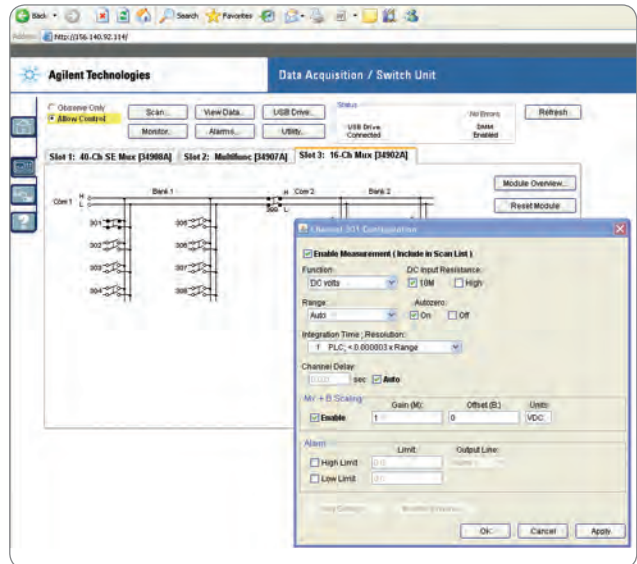 Back Search Favorites
Address http://156.140.92.114/
Agilent Technologies Data Acquisition / Switch Unit
Observe Only
Allow Control
Scan... View Data... USB Drive... Status No Errors Refresh
Monitor... Alarms... Utility... USB Drive Connected DMM Enabled
Slot 1: 40-Ch SE Mux [34908A] Slot 2: Multifunc [34907A] Slot 3: 16-Ch Mux [34902A]
Module Overview...
Reset Module
Com 1 H L Bank 1 H Com 2 L Bank 2
301 305
302 306
303 307
304 308
Channel 301 Configuration
Enable Measurement ( Include in Scan List )
Function: DC Input Resistance:
DC volts 10M High
Range: Autozero:
Auto On Off
Integration Time ; Resolution:
1 PLC; < 0.000003 x Range
Channel Delay:
sec Auto
Mx + B Scaling
Gain (M): Offset (B): Units:
Enable 1 0 VDC
Alarm
Limit: Output Line:
High Limit
Low Limit
Ok Cancel Apply